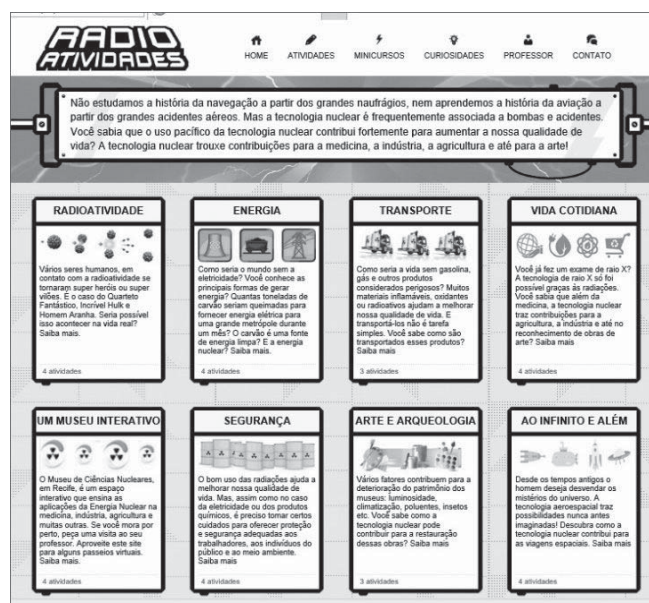 RADIO
ATIVIDADES
HOME ATIVIDADES MINICURSOS CURIOSIDADES PROFESSOR CONTATO
Não estudamos a história da navegação a partir dos grandes naufrágios, nem aprendemos a história da aviação a
partir dos grandes acidentes aéreos. Mas a tecnologia nuclear é frequentemente associada a bombas e acidentes.
Você sabia que o uso pacífico da tecnologia nuclear contribui fortemente para aumentar a nossa qualidade de
vida? A tecnologia nuclear trouxe contribuições para a medicina, a indústria, a agricultura e até para a arte!
RADIOATIVIDADE
Vários seres humanos, em
contato com a radioatividade se
tornaram super heróis ou super
vilões. É o caso do Quarteto
Fantástico, Incrível Hulk e
Homem Aranha. Seria possível
isso acontecer na vida real?
Saiba mais.
4 atividades
ENERGIA
Como seria o mundo sem a
eletricidade? Você conhece as
principais formas de gerar
energia? Quantas toneladas de
carvão seriam queimadas para
fornecer energia elétrica para
uma grande metrópole durante
um mês? O carvão é uma fonte
de energia limpa? E a energia
nuclear? Saiba mais.
4 atividades
TRANSPORTE
Como seria a vida sem gasolina,
gás e outros produtos
considerados perigosos? Muitos
materiais inflamáveis, oxidantes
ou radioativos ajudam a melhorar
nossa qualidade de vida. E
transportá-los não é tarefa
simples. Você sabe como são
transportados esses produtos?
Saiba mais
3 atividades
VIDA COTIDIANA
Você já fez um exame de raio X?
A tecnologia de raio X só foi
possível graças às radiações.
Você sabia que além da
medicina, a tecnologia nuclear
traz contribuições para a
agricultura, a indústria e até no
reconhecimento de obras de
arte? Saiba mais
4 atividades
UM MUSEU INTERATIVO
O Museu de Ciências Nucleares,
em Recife, é um espaço
interativo que ensina as
aplicações da Energia Nuclear na
medicina, indústria, agricultura e
muitas outras. Se você mora por
perto, peça uma visita ao seu
professor. Aproveite este site
para alguns passeios virtuais.
Saiba mais.
4 atividades
SEGURANÇA
O bom uso das radiações ajuda a
melhorar nossa qualidade de
vida. Mas, assim como no caso
da eletricidade ou dos produtos
químicos, é preciso tomar certos
cuidados para oferecer proteção
e segurança adequadas aos
trabalhadores, aos indivíduos do
público e ao meio ambiente.
Saiba mais.
4 atividades
ARTE E ARQUEOLOGIA
Vários fatores contribuem para a
deterioração do patrimônio dos
museus: luminosidade,
climatização, poluentes, insetos
etc. Você sabe como a
tecnologia nuclear pode
contribuir para a restauração
dessas obras? Saiba mais
3 atividades
AO INFINITO E ALÉM
Desde os tempos antigos o
homem deseja desvendar os
mistérios do universo. A
tecnologia aeroespacial traz
possibilidades nunca antes
imaginadas! Descubra como a
tecnologia nuclear contribui para
as viagens espaciais. Saiba mais
4 atividades